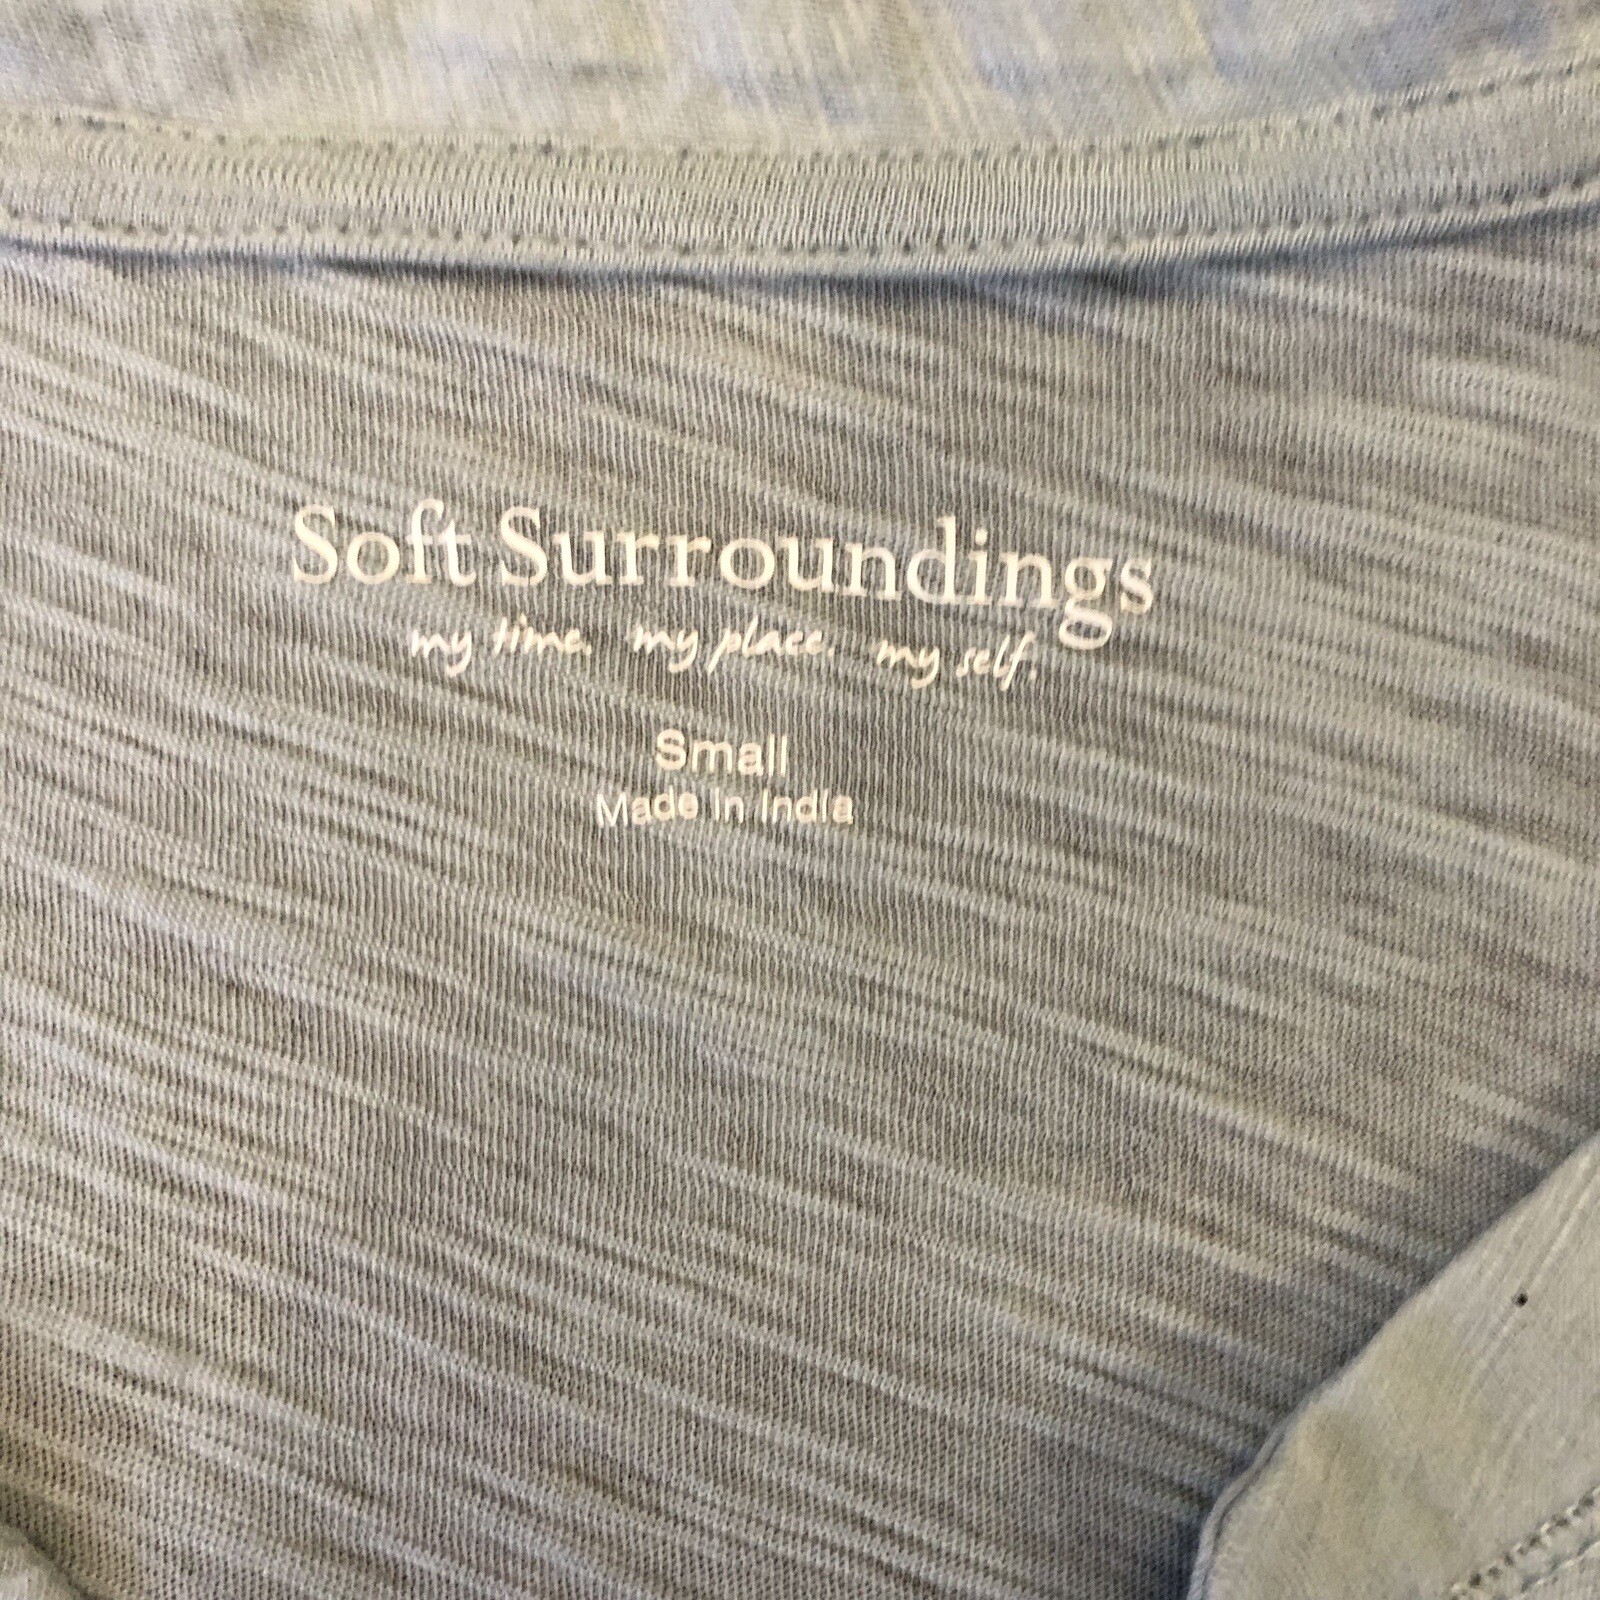 Soft Surroundings
my time. my place. my self.
Small
Made in India